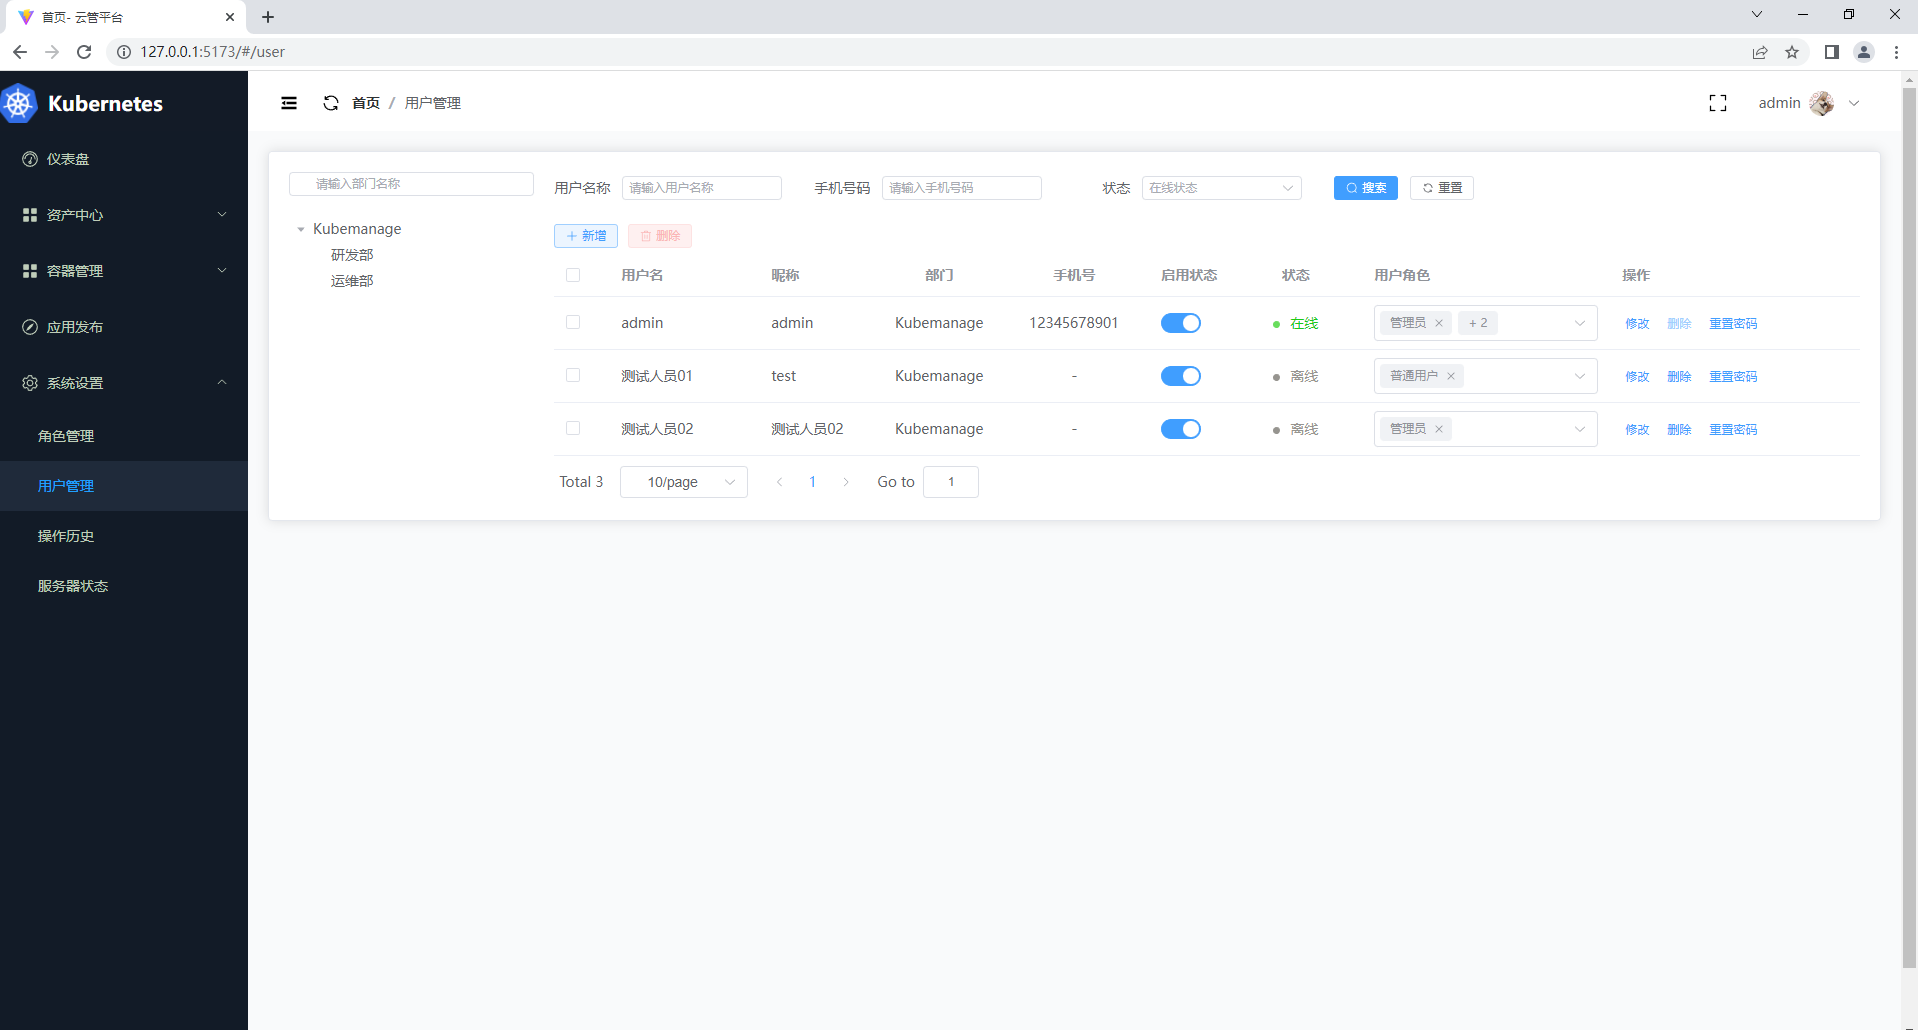 首页- 云管平台
127.0.0.1:5173/#/user
Kubernetes
首页 / 用户管理
admin
仪表盘
资产中心
容器管理
应用发布
系统设置
角色管理
用户管理
操作历史
服务器状态
请输入部门名称
Kubemanage
研发部
运维部
用户名称 请输入用户名称 手机号码 请输入手机号码 状态 在线状态 搜索 重置
新增 删除
用户名 昵称 部门 手机号 启用状态 状态 用户角色 操作
admin admin Kubemanage 12345678901 在线 管理员 + 2 修改 删除 重置密码
测试人员01 test Kubemanage - 离线 普通用户 修改 删除 重置密码
测试人员02 测试人员02 Kubemanage - 离线 管理员 修改 删除 重置密码
Total 3 10/page 1 Go to 1